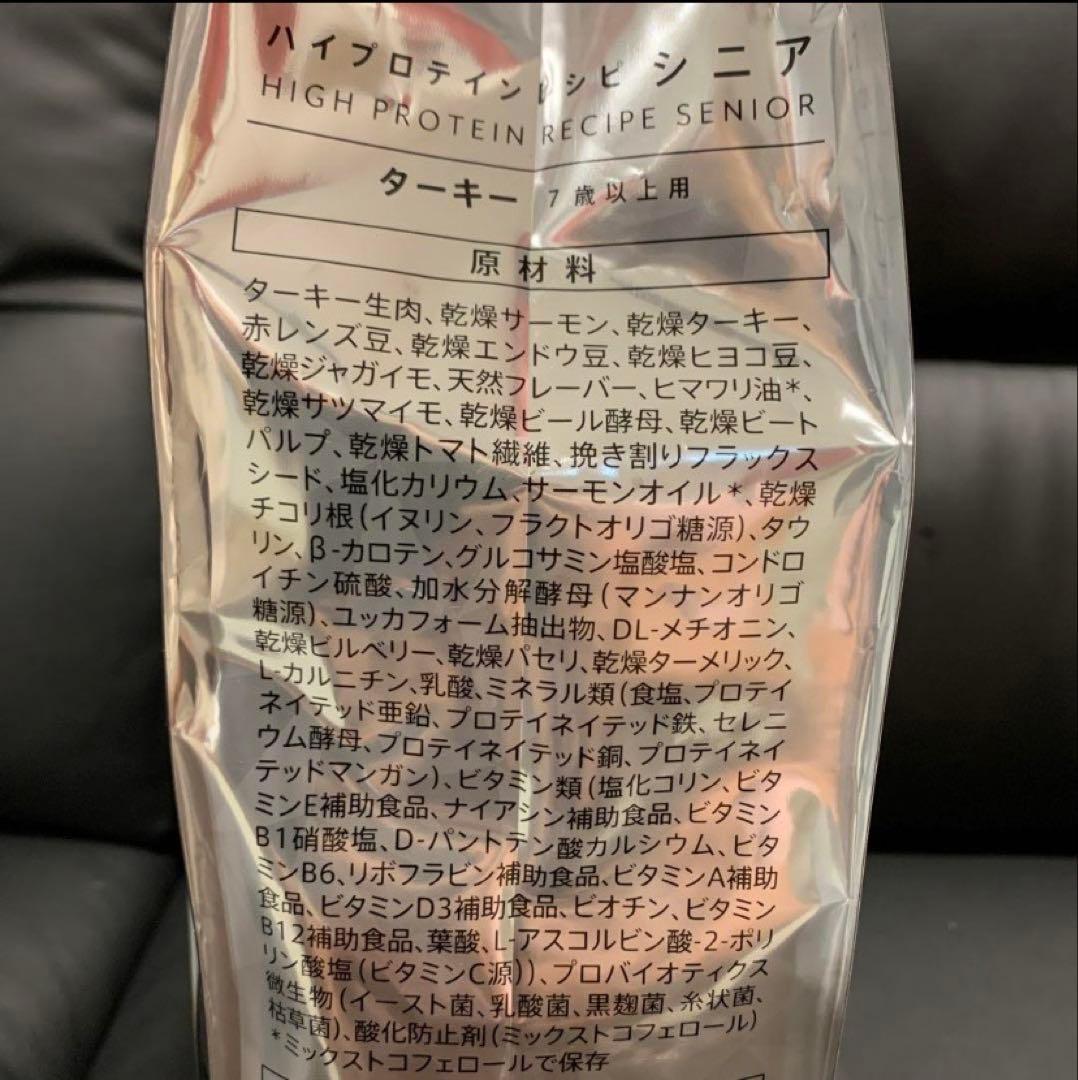 ハイプロテインレシピ シニア
HIGH PROTEIN RECIPE SENIOR
ターキー 7歳以上用
原材料
ターキー生肉、乾燥サーモン、乾燥ターキー、
赤レンズ豆、乾燥エンドウ豆、乾燥ヒヨコ豆、
乾燥ジャガイモ、天然フレーバー、ヒマワリ油*、
乾燥サツマイモ、乾燥ビール酵母、乾燥ビート
パルプ、乾燥トマト繊維、挽き割りフラックス
シード、塩化カリウム、サーモンオイル*、乾燥
チコリ根(イヌリン、フラクトオリゴ糖源)、タウ
リン、β-カロテン、グルコサミン塩酸塩、コンドロ
イチン硫酸、加水分解酵母(マンナンオリゴ
糖源)、ユッカフォーム抽出物、DL-メチオニン、
乾燥ビルベリー、乾燥パセリ、乾燥ターメリック、
L-カルニチン、乳酸、ミネラル類(食塩、プロテイ
ネイテッド亜鉛、プロテイネイテッド鉄、セレニ
ウム酵母、プロテイネイテッド銅、プロテイネイ
テッドマンガン)、ビタミン類(塩化コリン、ビタ
ミンE補助食品、ナイアシン補助食品、ビタミン
B1硝酸塩、D-パントテン酸カルシウム、ビタ
ミンB6、リボフラビン補助食品、ビタミンA補助
食品、ビタミンD3補助食品、ビオチン、ビタミン
B12補助食品、葉酸、L-アスコルビン酸-2-ポリ
リン酸塩(ビタミンC源))、プロバイオティクス
微生物(イースト菌、乳酸菌、黒麹菌、糸状菌、
枯草菌)、酸化防止剤(ミックストコフェロール)
*ミックストコフェロールで保存